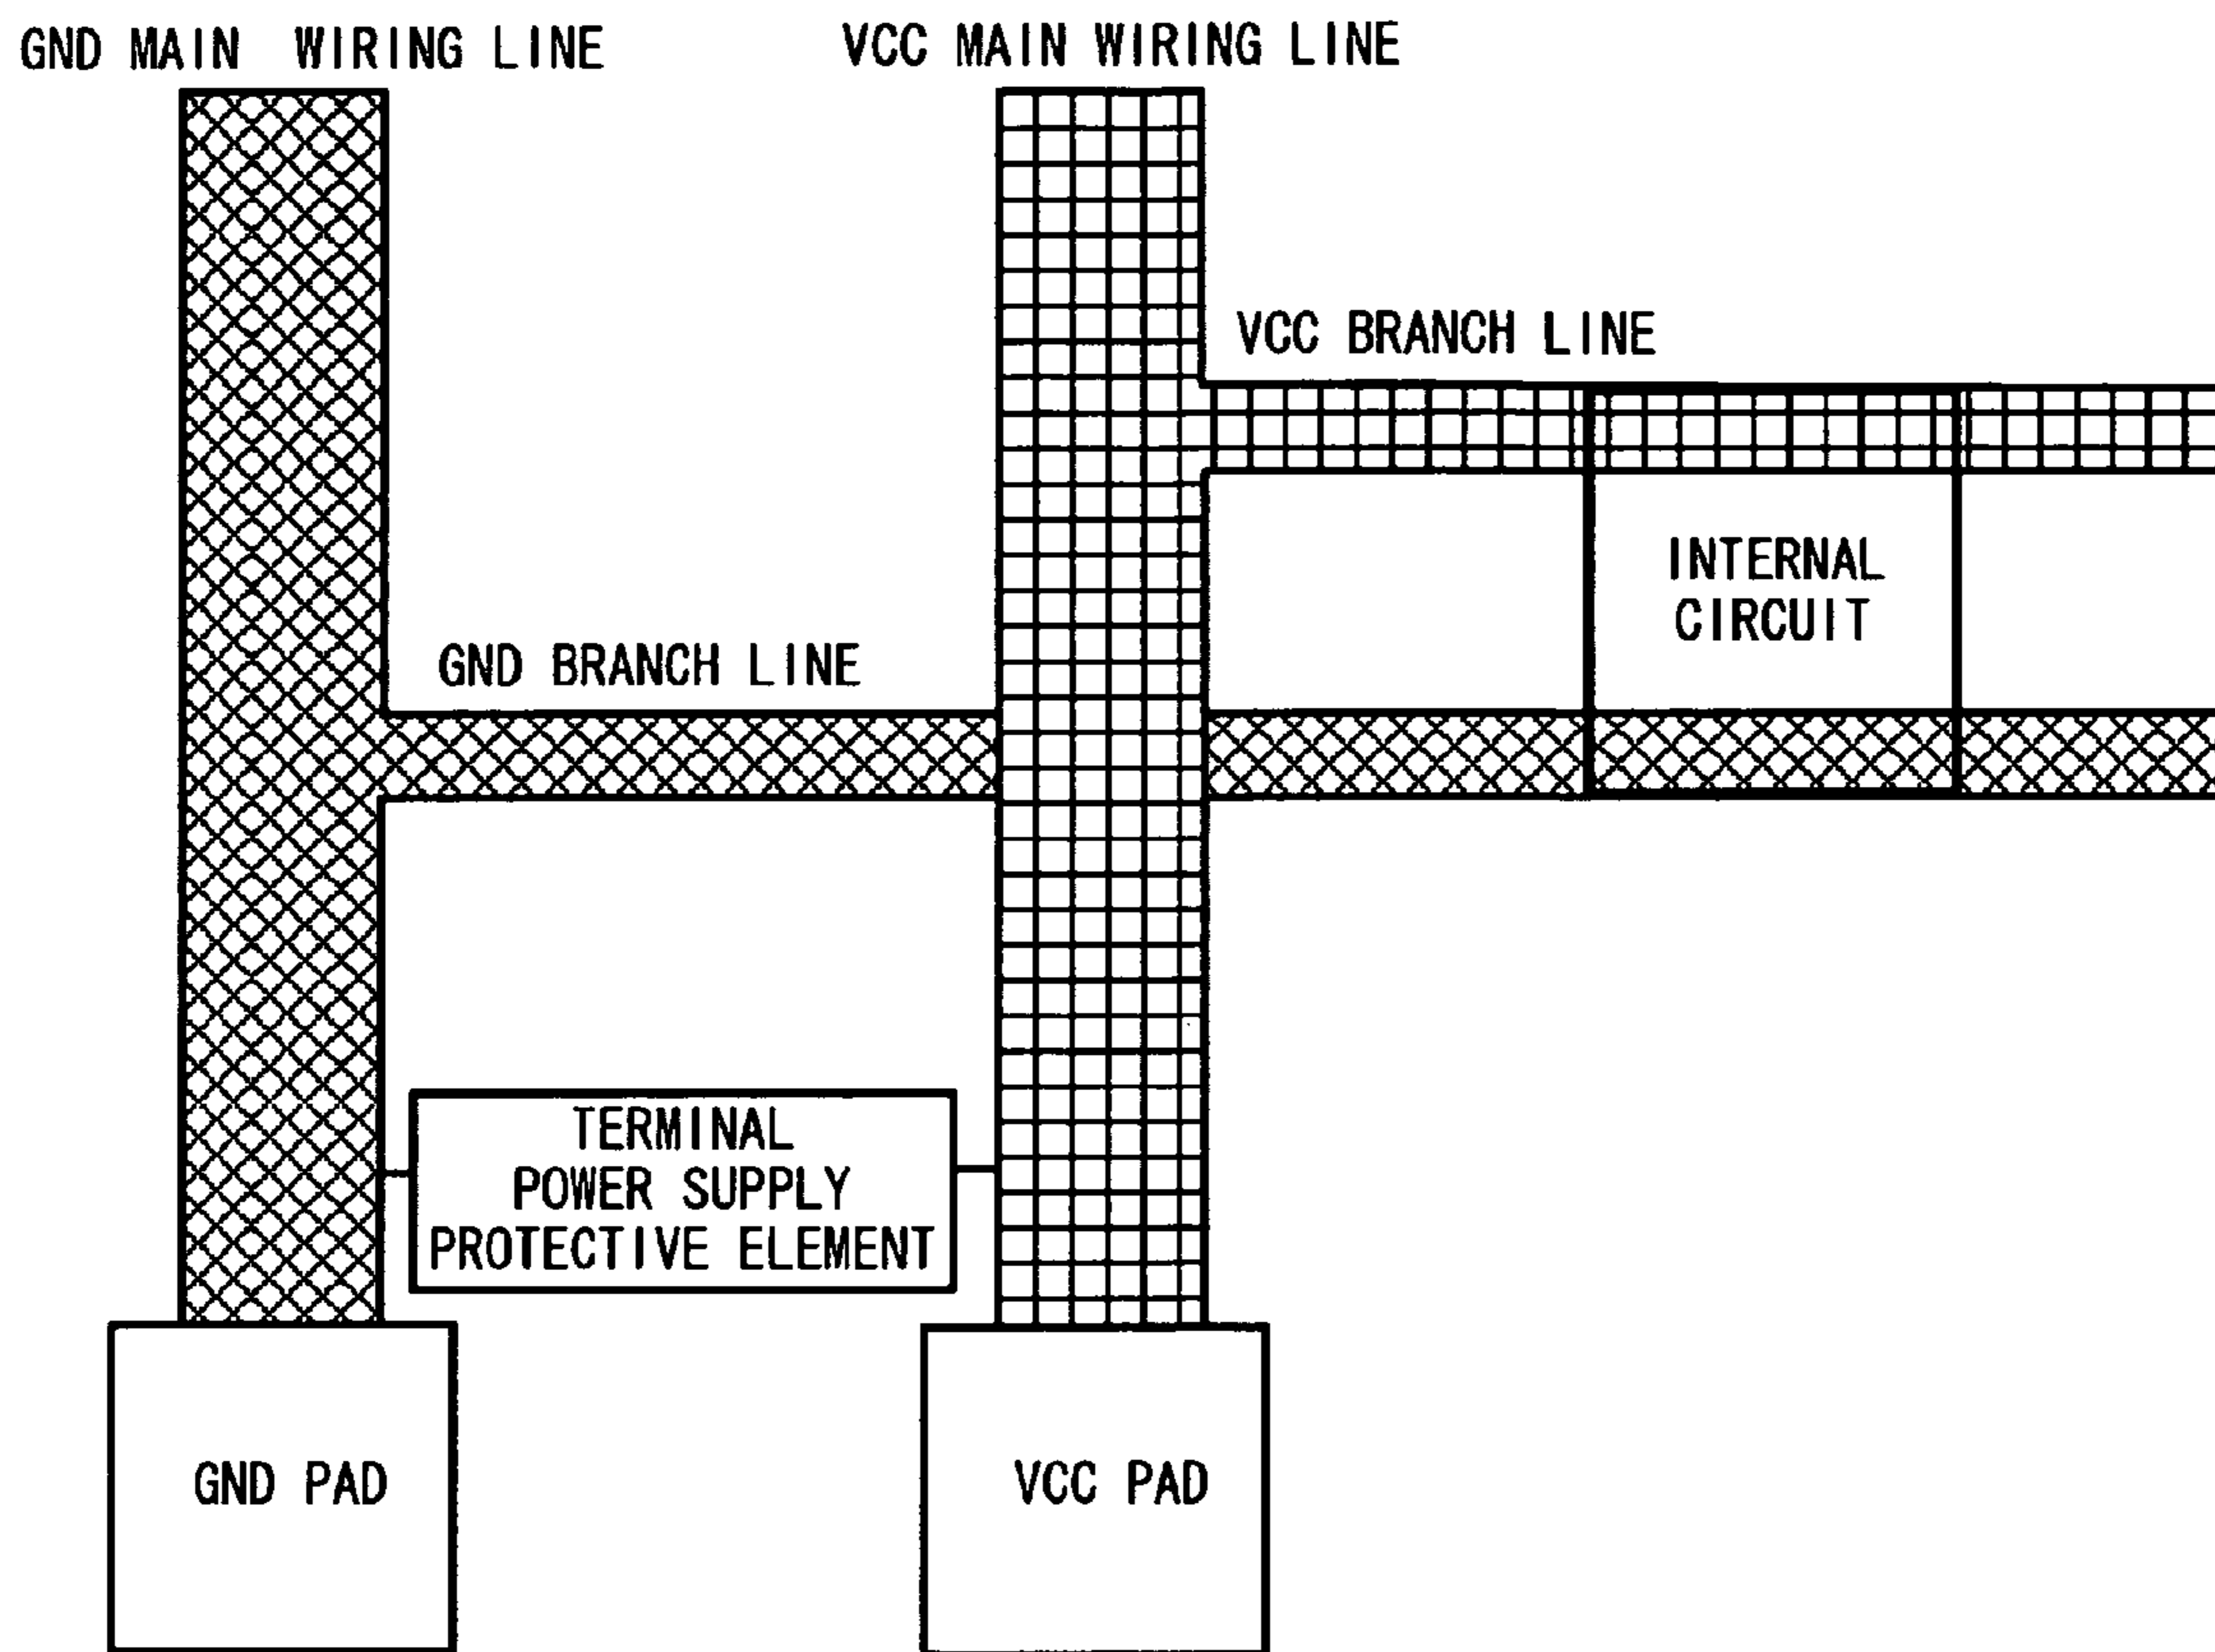 GND MAIN WIRING LINE
VCC MAIN WIRING LINE
VCC BRANCH LINE
INTERNAL
CIRCUIT
GND BRANCH LINE
TERMINAL
POWER SUPPLY
PROTECTIVE ELEMENT
GND PAD
VCC PAD